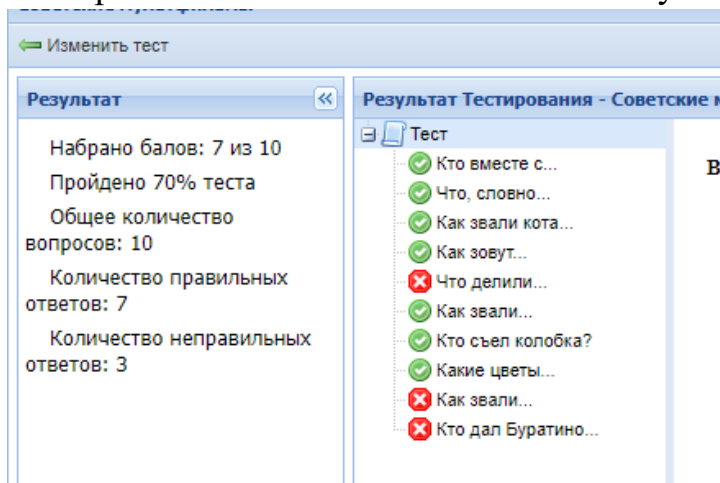 Изменить тест
Результат
Набрано балов: 7 из 10
Пройдено 70% теста
Общее количество
вопросов: 10
Количество правильных
ответов: 7
Количество неправильных
ответов: 3
Результат Тестирования - Советские
Тест
Кто вместе с...
Что, словно...
Как звали кота...
Как зовут...
Что делили...
Как звали...
Кто съел колобка?
Какие цветы...
Как звали...
Кто дал Буратино...
в